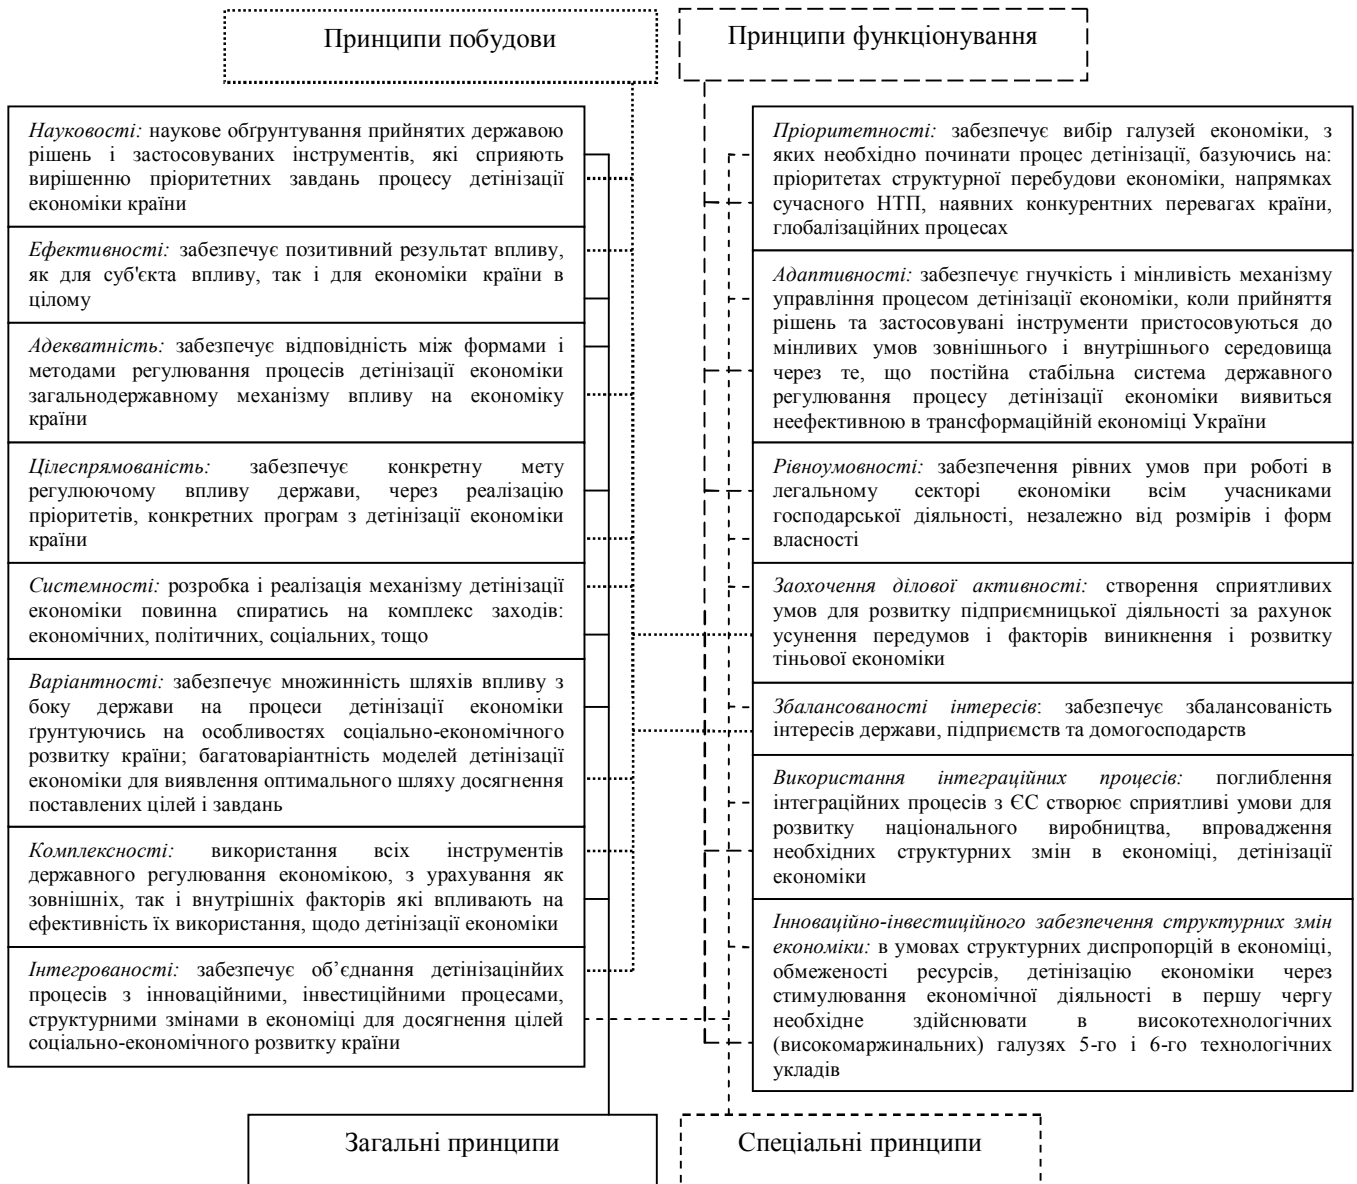 Принципи побудови
Принципи функціонування
Науковості: наукове обґрунтування прийнятих державою
рішень і застосовуваних інструментів, які сприяють
вирішенню пріоритетних завдань процесу детінізації
економіки країни
Ефективності: забезпечує позитивний результат впливу,
як для суб'єкта впливу, так і для економіки країни в
цілому
Адекватність: забезпечує відповідність між формами і
методами регулювання процесів детінізації економіки
загальнодержавному механізму впливу на економіку
країни
Цілеспрямованість: забезпечує конкретну мету
регулюючому впливу держави, через реалізацію
пріоритетів, конкретних програм з детінізації економіки
країни
Системності: розробка і реалізація механізму детінізації
економіки повинна спиратись на комплекс заходів:
економічних, політичних, соціальних, тощо
Варіантності: забезпечує множинність шляхів впливу з
боку держави на процеси детінізації економіки
ґрунтуючись на особливостях соціально-економічного
розвитку країни; багатоваріантність моделей детінізації
економіки для виявлення оптимального шляху досягнення
поставлених цілей і завдань
Комплексності: використання всіх інструментів
державного регулювання економікою, з урахування як
зовнішніх, так і внутрішніх факторів які впливають на
ефективність їх використання, щодо детінізації економіки
Інтегрованості: забезпечує об’єднання детінізаційнйих
процесів з інноваційними, інвестиційними процесами,
структурними змінами в економіці для досягнення цілей
соціально-економічного розвитку країни
Пріоритетності: забезпечує вибір галузей економіки, з
яких необхідно починати процес детінізації, базуючись на:
пріоритетах структурної перебудови економіки, напрямках
сучасного НТП, наявних конкурентних перевагах країни,
глобалізаційних процесах
Адаптивності: забезпечує гнучкість і мінливість механізму
управління процесом детінізації економіки, коли прийняття
рішень та застосовувані інструменти пристосовуються до
мінливих умов зовнішнього і внутрішнього середовища
через те, що постійна стабільна система державного
регулювання процесу детінізації економіки виявиться
неефективною в трансформаційній економіці України
Рівноумовності: забезпечення рівних умов при роботі в
легальному секторі економіки всім учасниками
господарської діяльності, незалежно від розмірів і форм
власності
Заохочення ділової активності: створення сприятливих
умов для розвитку підприємницької діяльності за рахунок
усунення передумов і факторів виникнення і розвитку
тіньової економіки
Збалансованості інтересів: забезпечує збалансованість
інтересів держави, підприємств та домогосподарств
Використання інтеграційних процесів: поглиблення
інтеграційних процесів з ЄС створює сприятливі умови для
розвитку національного виробництва, впровадження
необхідних структурних змін в економіці, детінізації
економіки
Інноваційно-інвестиційного забезпечення структурних змін
економіки: в умовах структурних диспропорцій в економіці,
обмеженості ресурсів, детінізацію економіки через
стимулювання економічної діяльності в першу чергу
необхідне здійснювати в високотехнологічних
(високомаржинальних) галузях 5-го і 6-го технологічних
укладів
Загальні принципи
Спеціальні принципи